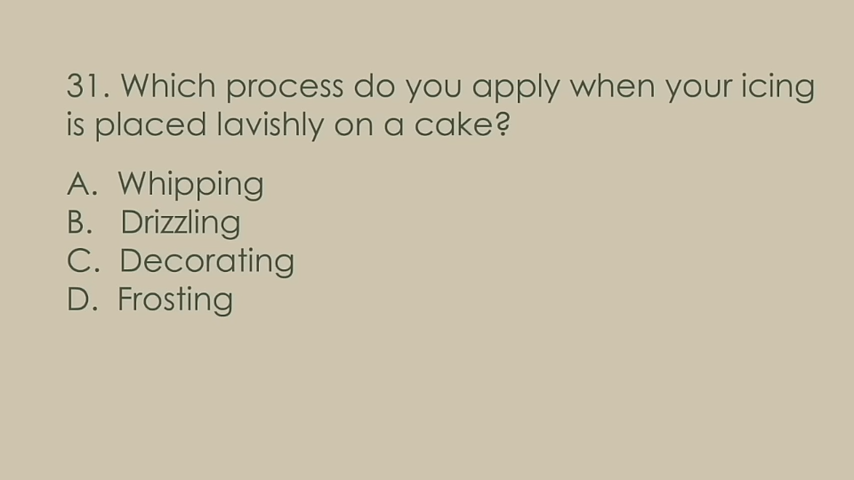 31. Which process do you apply when your icing
is placed lavishly on a cake?
A. Whipping
B. Drizzling
C. Decorating
D. Frosting